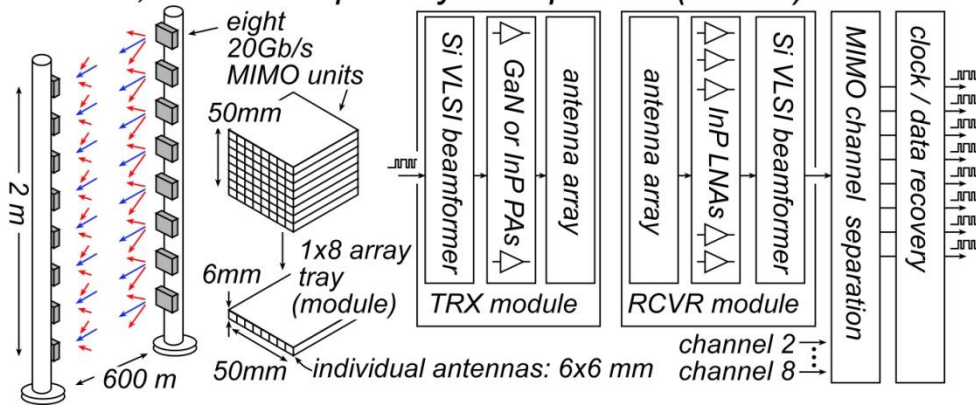 eight
20Gb/s
MIMO units
50mm
2 m
600 m
1x8 array
tray
(module)
6mm
50mm
individual antennas: 6x6 mm
Si VLSI beamformer
GaN or InP PAs
antenna array
TRX module
antenna array
InP LNAs
Si VLSI beamformer
RCVR module
channel 2
channel 8
MIMO channel separation
clock / data recovery